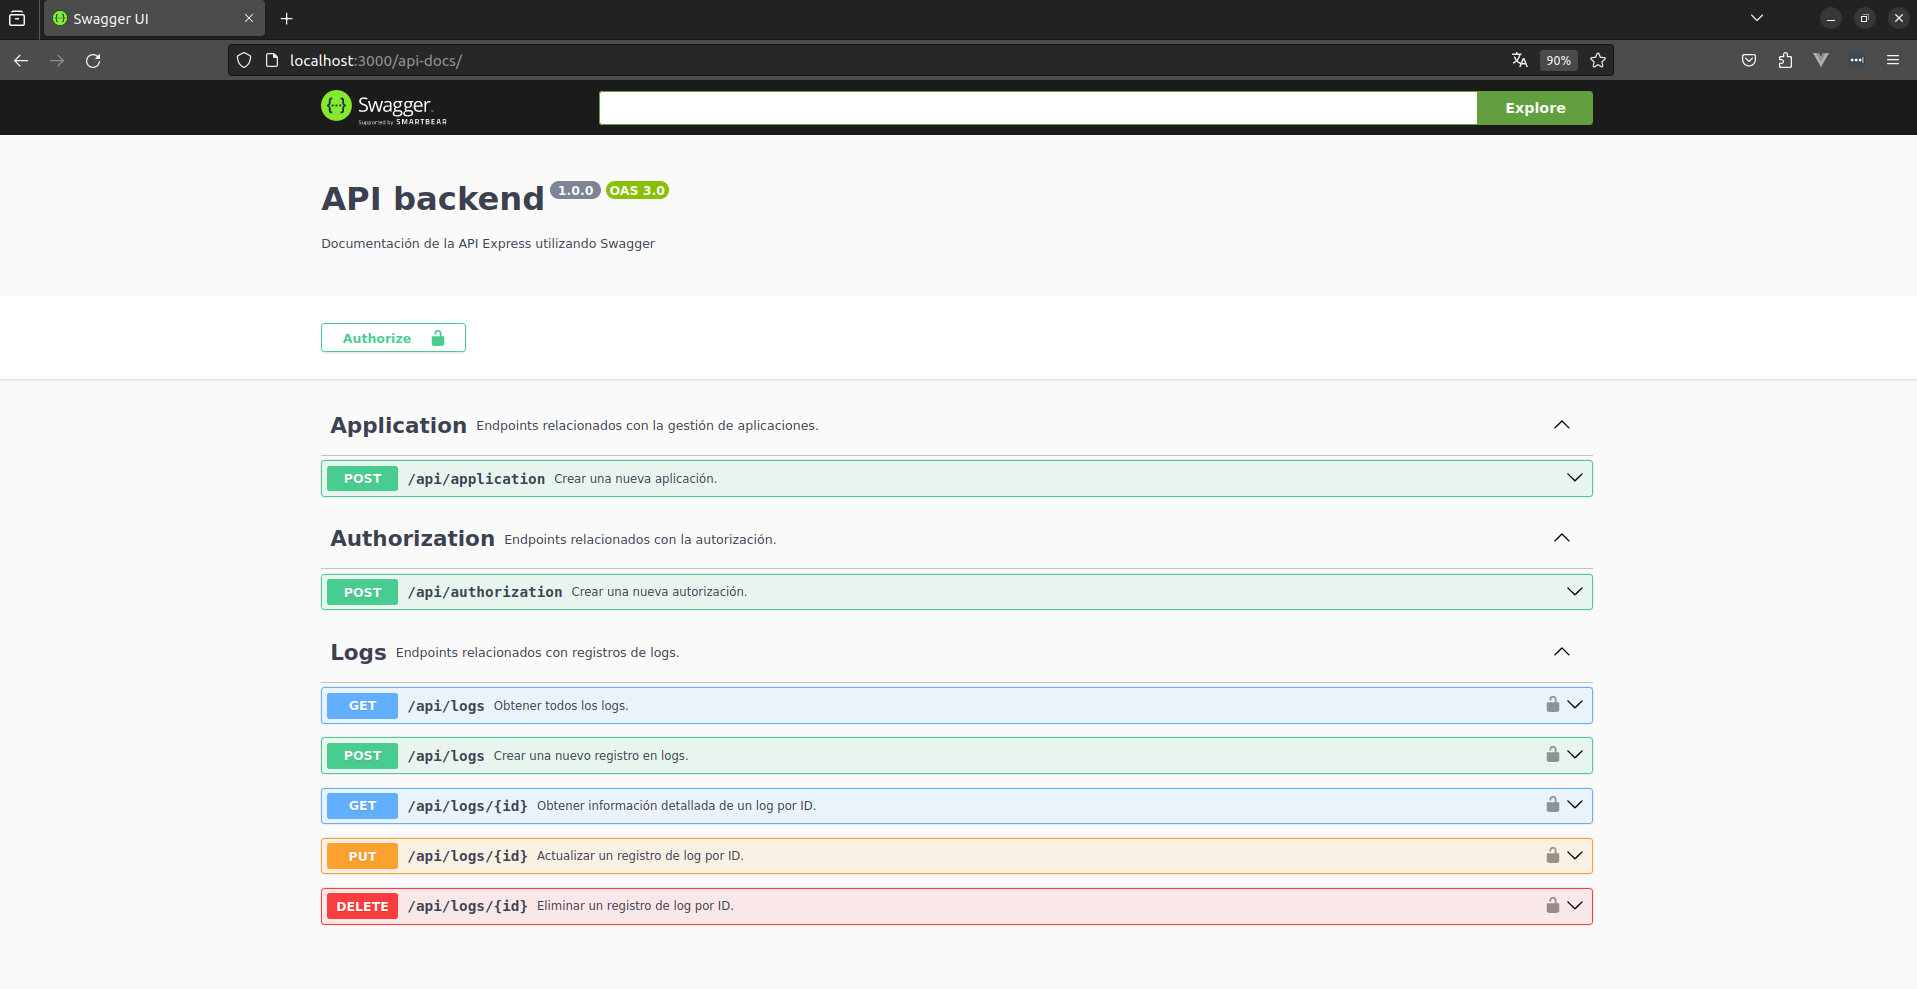 Swagger UI
localhost:3000/api-docs/
90%
Swagger
Supported by SMARTBEAR
Explore
API backend 1.0.0 OAS 3.0
Documentación de la API Express utilizando Swagger
Authorize
Application Endpoints relacionados con la gestión de aplicaciones.
POST /api/application Crear una nueva aplicación.
Authorization Endpoints relacionados con la autorización.
POST /api/authorization Crear una nueva autorización.
Logs Endpoints relacionados con registros de logs.
GET /api/logs Obtener todos los logs.
POST /api/logs Crear una nuevo registro en logs.
GET /api/logs/{id} Obtener información detallada de un log por ID.
PUT /api/logs/{id} Actualizar un registro de log por ID.
DELETE /api/logs/{id} Eliminar un registro de log por ID.